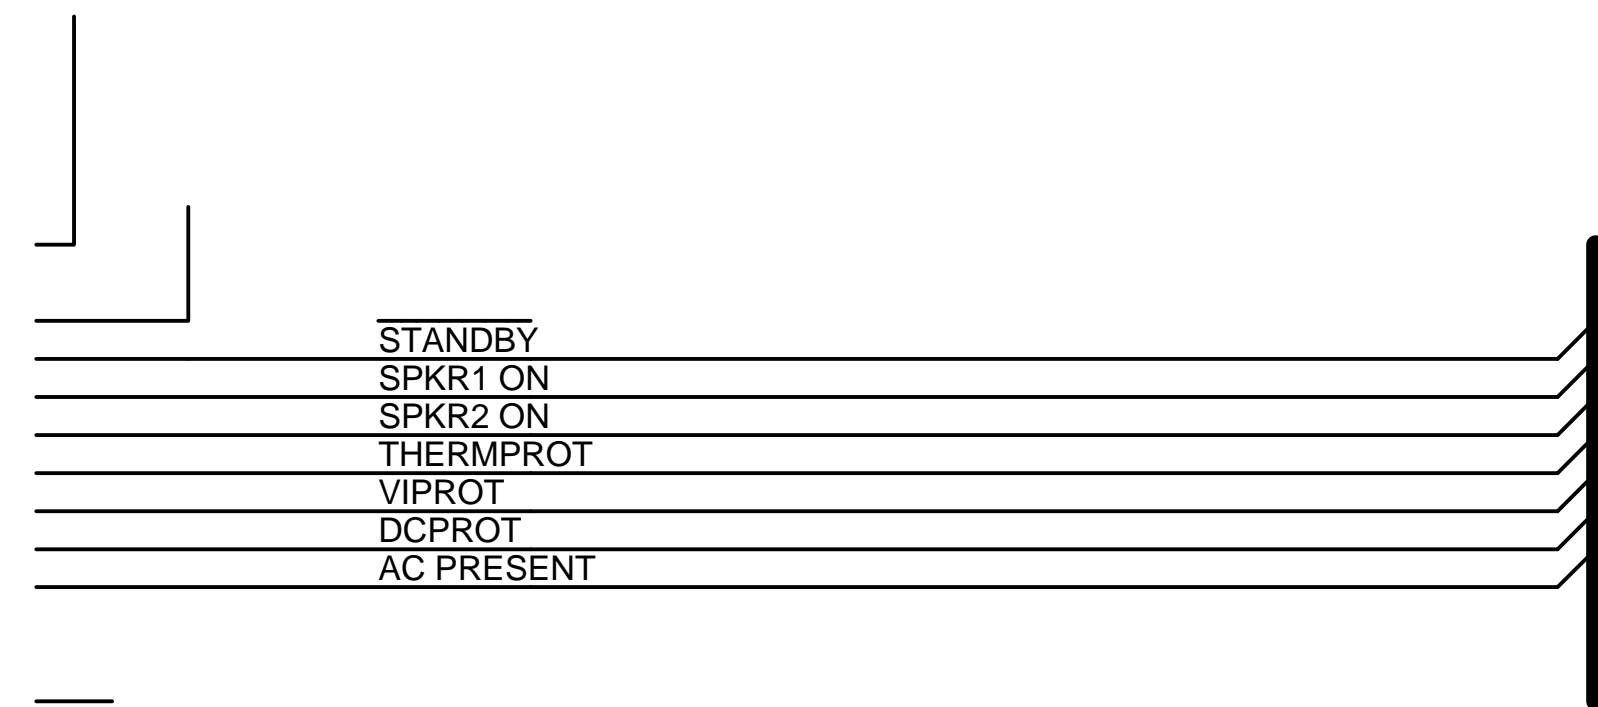 STANDBY
SPKR1 ON
SPKR2 ON
THERMPROT
VIPROT
DCPROT
AC PRESENT